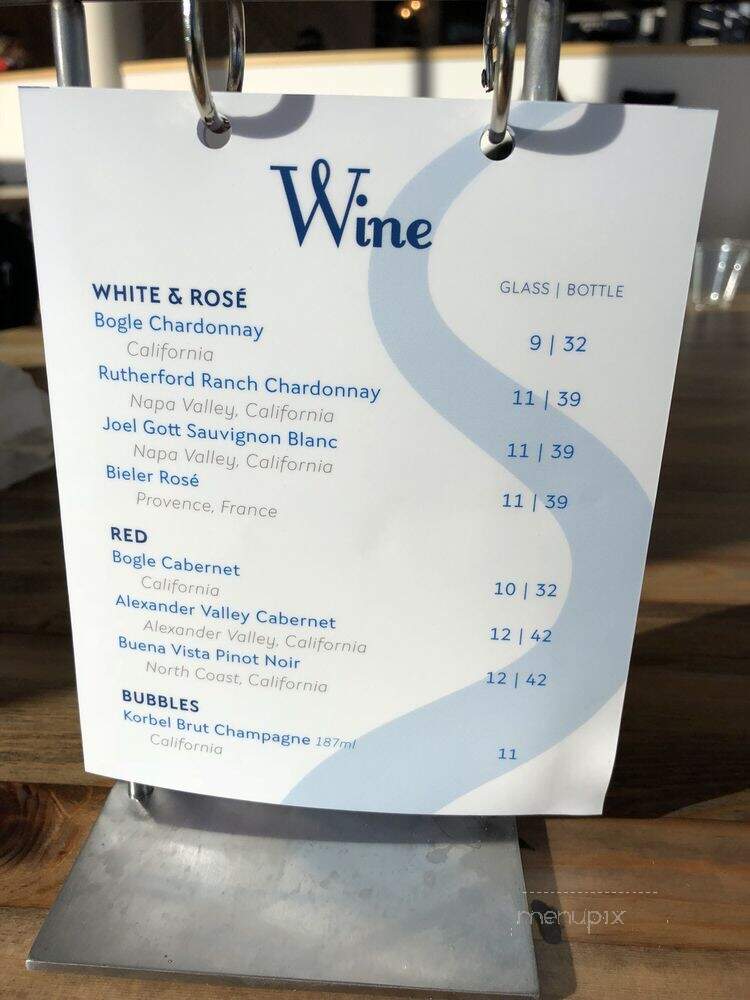 Wine
WHITE & ROSÉ GLASS | BOTTLE
Bogle Chardonnay 9 | 32
California
Rutherford Ranch Chardonnay 11 | 39
Napa Valley, California
Joel Gott Sauvignon Blanc 11 | 39
Napa Valley, California
Bieler Rosé 11 | 39
Provence, France
RED
Bogle Cabernet 10 | 32
California
Alexander Valley Cabernet 12 | 42
Alexander Valley, California
Buena Vista Pinot Noir 12 | 42
North Coast, California
BUBBLES
Korbel Brut Champagne 187ml 11
California
menupix